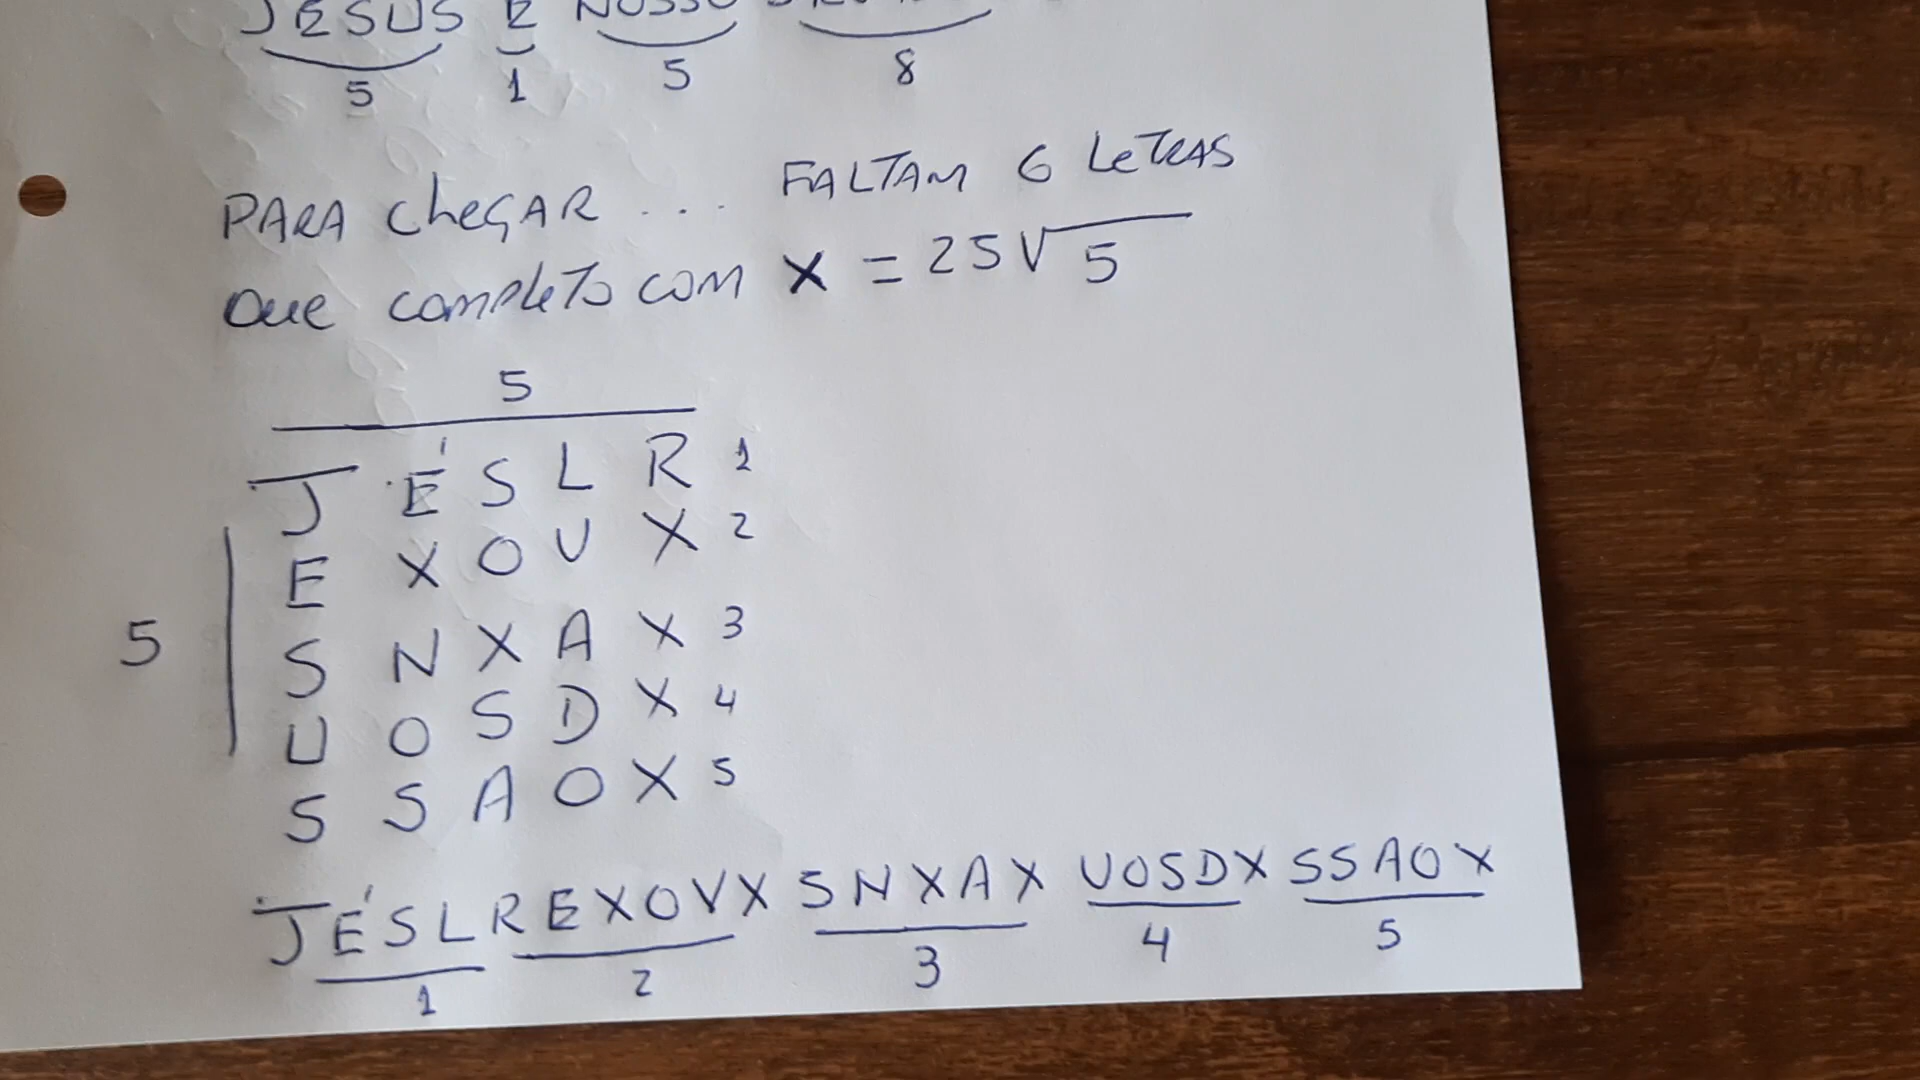 JESUS E NOSSO
5 1 5 8
PARA CHEGAR ... FALTAM 6 LETRAS
QUE COMPLETO COM X = 25√5
5
J É S L R 1
E X O V X 2
5
S N X A X 3
U O S D X 4
S S A O X 5
JÉSLR EXOVX SNXAX UOSDX SSAOX
1 2 3 4 5